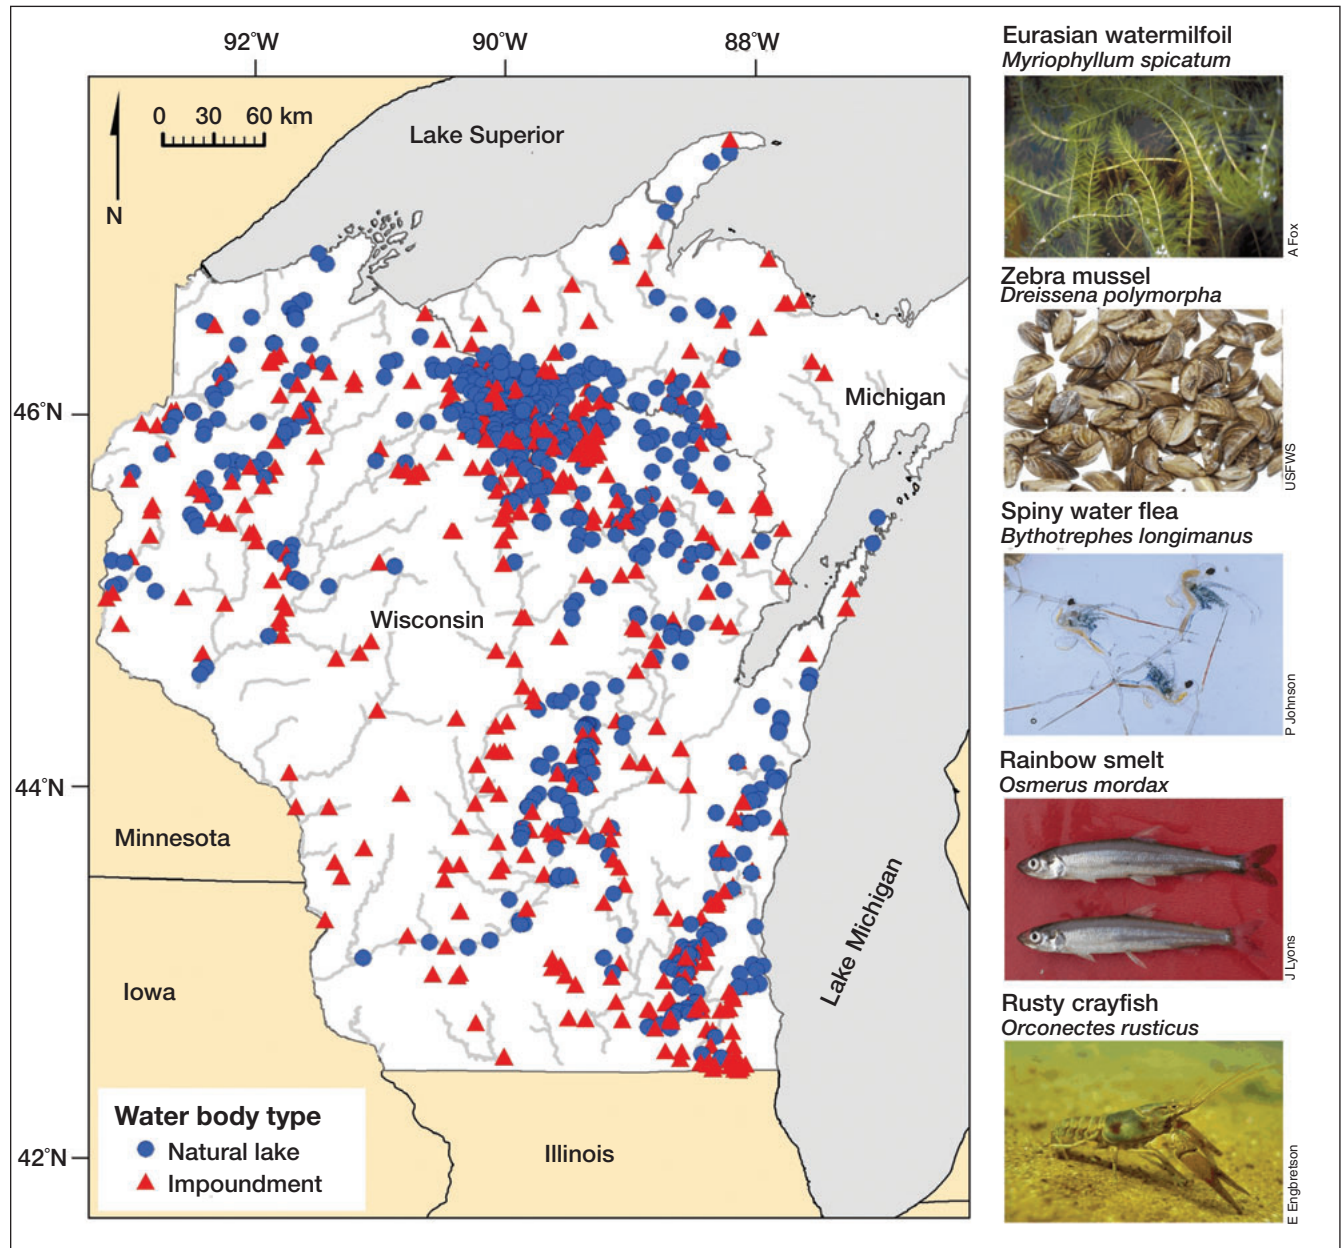 92°W
90°W
88°W
0 30 60 km
N
Lake Superior
46°N
Michigan
Wisconsin
44°N
Minnesota
Lake Michigan
Iowa
Water body type
Natural lake
Impoundment
Illinois
42°N
Eurasian watermilfoil
Myriophyllum spicatum
A Fox
Zebra mussel
Dreissena polymorpha
USFWS
Spiny water flea
Bythotrephes longimanus
P Johnson
Rainbow smelt
Osmerus mordax
J Lyons
Rusty crayfish
Orconectes rusticus
E Engbretson